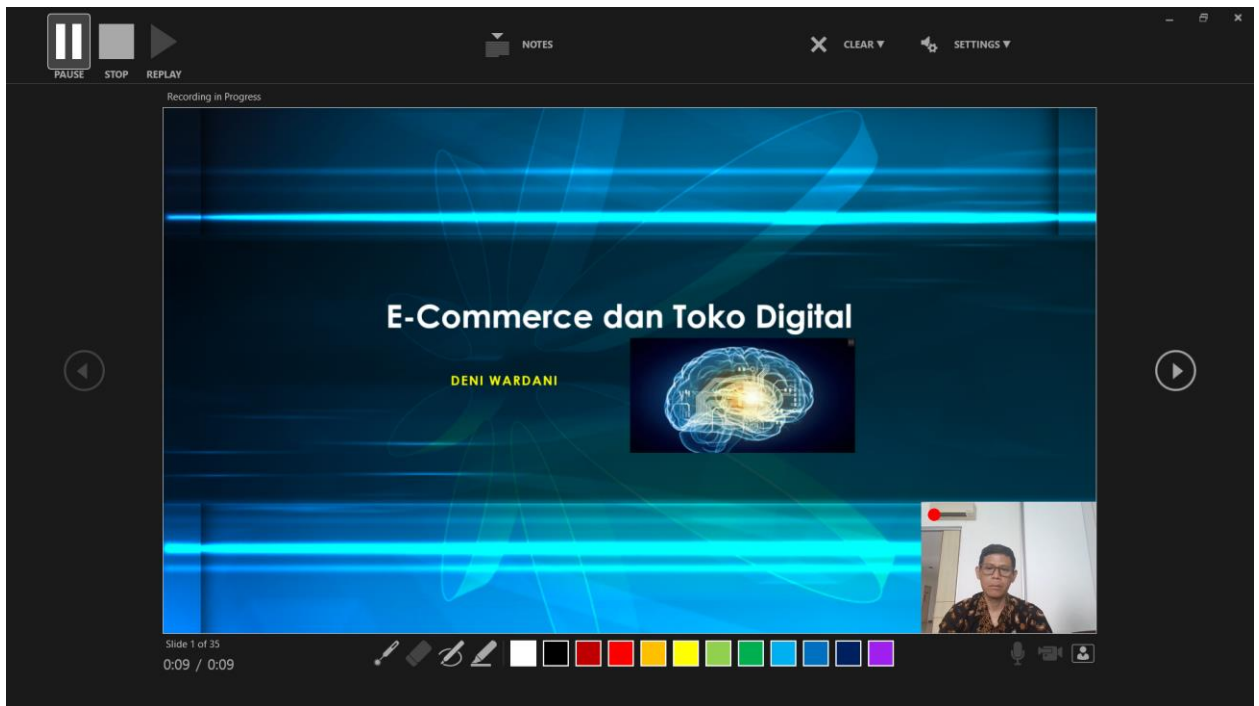 NOTES
CLEAR ▼
SETTINGS ▼
PAUSE STOP REPLAY
Recording in Progress
E-Commerce dan Toko Digital
DENI WARDANI
Slide 1 of 35
0:09 / 0:09